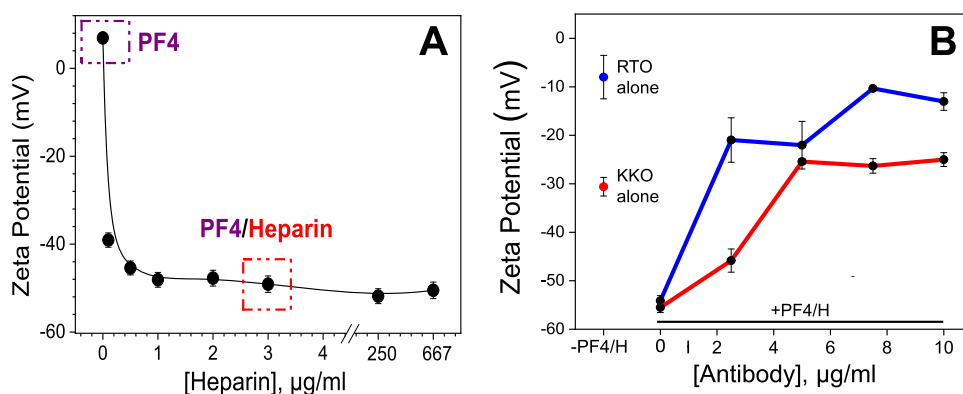 A
PF4
0
-20
-40
-60
Zeta Potential (mV)
PF4/Heparin
0
1
2
3
4
250
667
[Heparin], µg/ml
B
0
-10
-20
-30
-40
-50
-60
Zeta Potential (mV)
RTO
alone
KKO
alone
+PF4/H
-PF4/H
0
2
4
6
8
10
[Antibody], µg/ml